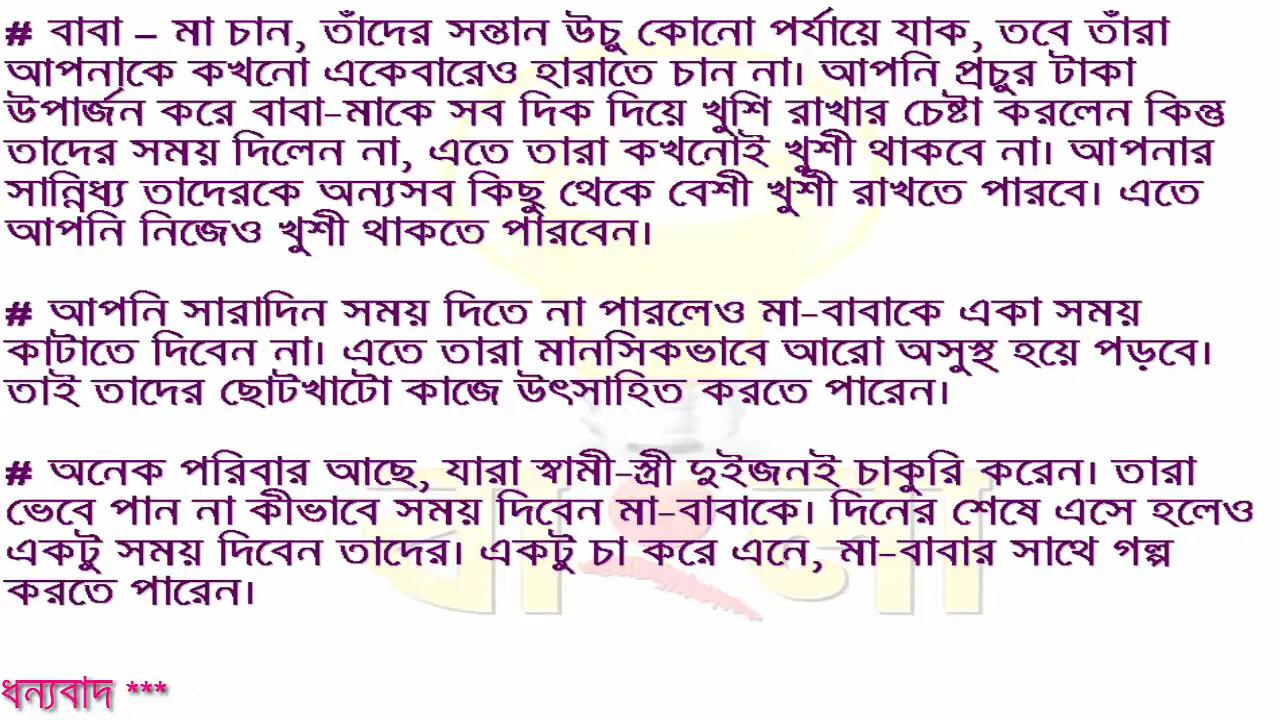 # বাবা – মা চান, তাঁদের সন্তান উচু কোনো পর্যায়ে যাক, তবে তাঁরা
আপনাকে কখনো একেবারেও হারাতে চান না। আপনি প্রচুর টাকা
উপার্জন করে বাবা-মাকে সব দিক দিয়ে খুশি রাখার চেষ্টা করলেন কিন্তু
তাদের সময় দিলেন না, এতে তারা কখনোই খুশী থাকবে না। আপনার
সান্নিধ্য তাদেরকে অন্যসব কিছু থেকে বেশী খুশী রাখতে পারবে। এতে
আপনি নিজেও খুশী থাকতে পারবেন।
# আপনি সারাদিন সময় দিতে না পারলেও মা-বাবাকে একা সময়
কাটাতে দিবেন না। এতে তারা মানসিকভাবে আরো অসুস্থ হয়ে পড়বে।
তাই তাদের ছোটখাটো কাজে উৎসাহিত করতে পারেন।
# অনেক পরিবার আছে, যারা স্বামী-স্ত্রী দুইজনই চাকুরি করেন। তারা
ভেবে পান না কীভাবে সময় দিবেন মা-বাবাকে। দিনের শেষে এসে হলেও
একটু সময় দিবেন তাদের। একটু চা করে এনে, মা-বাবার সাথে গল্প
করতে পারেন।
বাংলা
ধন্যবাদ ***